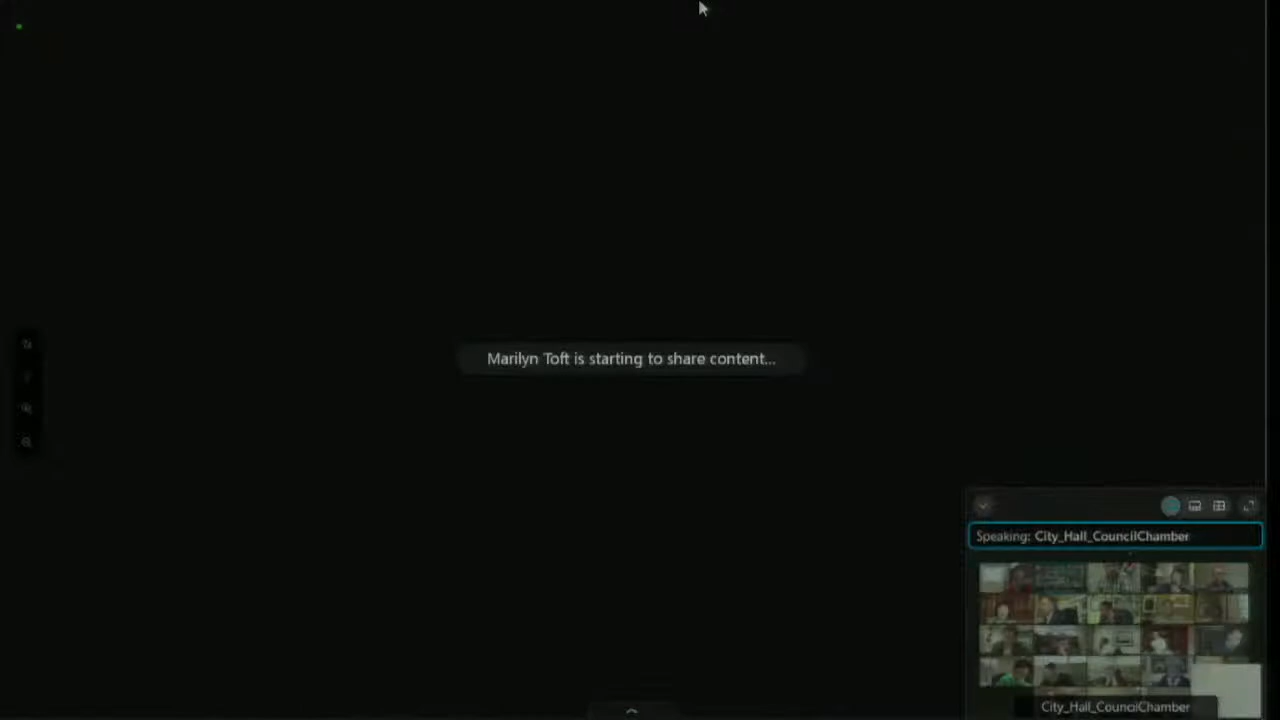 Marilyn Toft is starting to share content...
Speaking: City_Hall_CouncilChamber
City_Hall_CouncilChamber